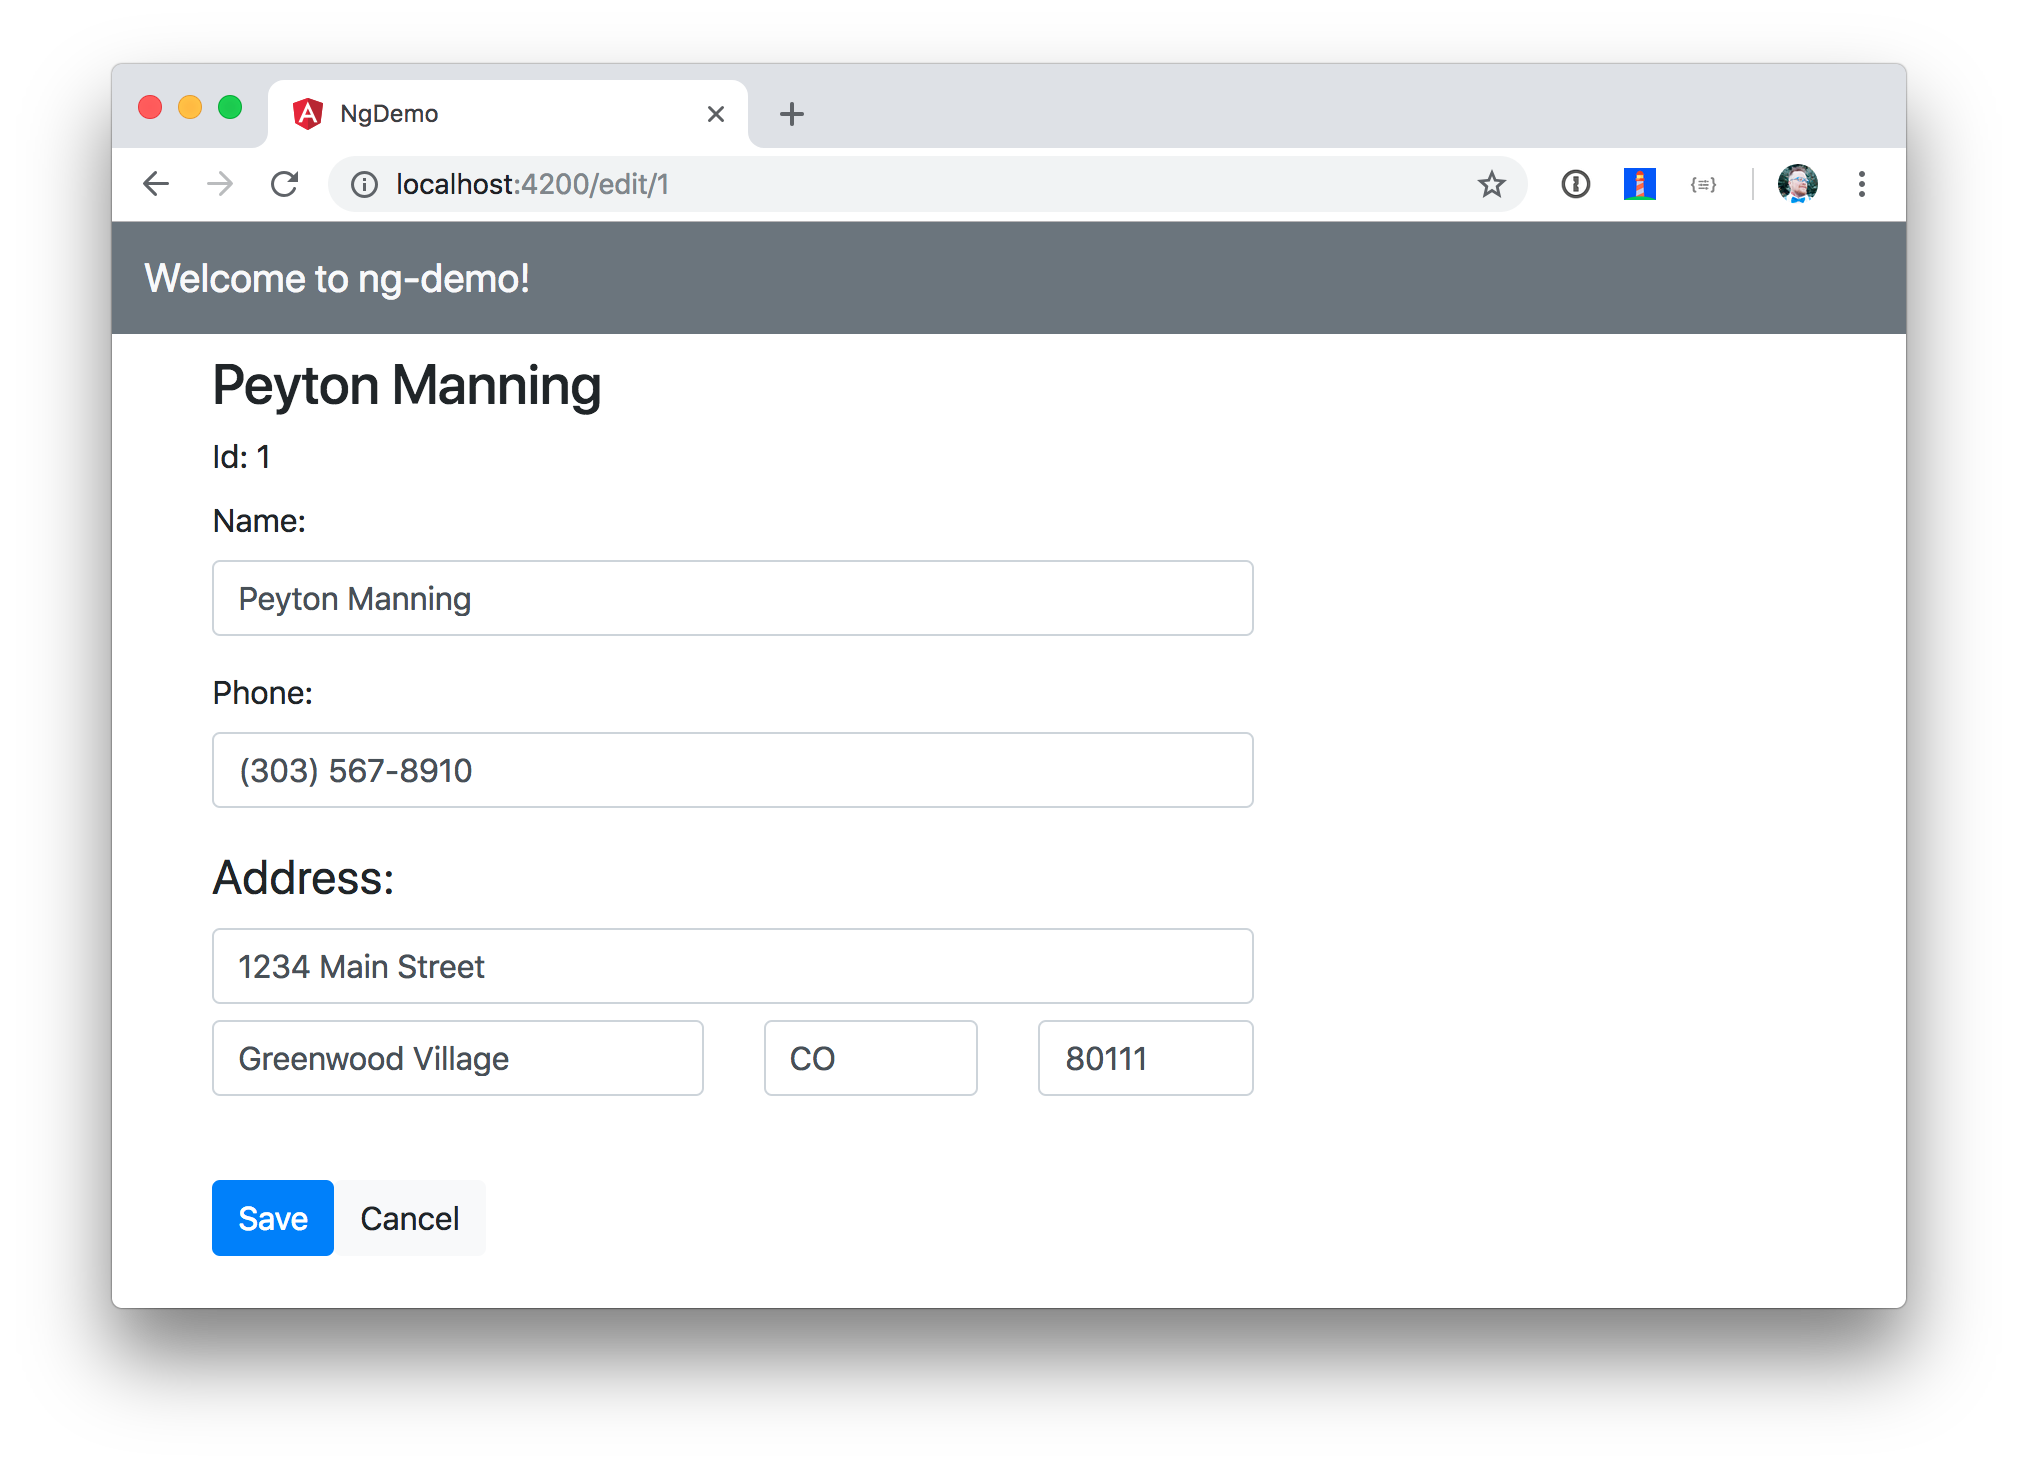 NgDemo
localhost:4200/edit/1
Welcome to ng-demo!
Peyton Manning
Id: 1
Name:
Peyton Manning
Phone:
(303) 567-8910
Address:
1234 Main Street
Greenwood Village CO 80111
Save Cancel